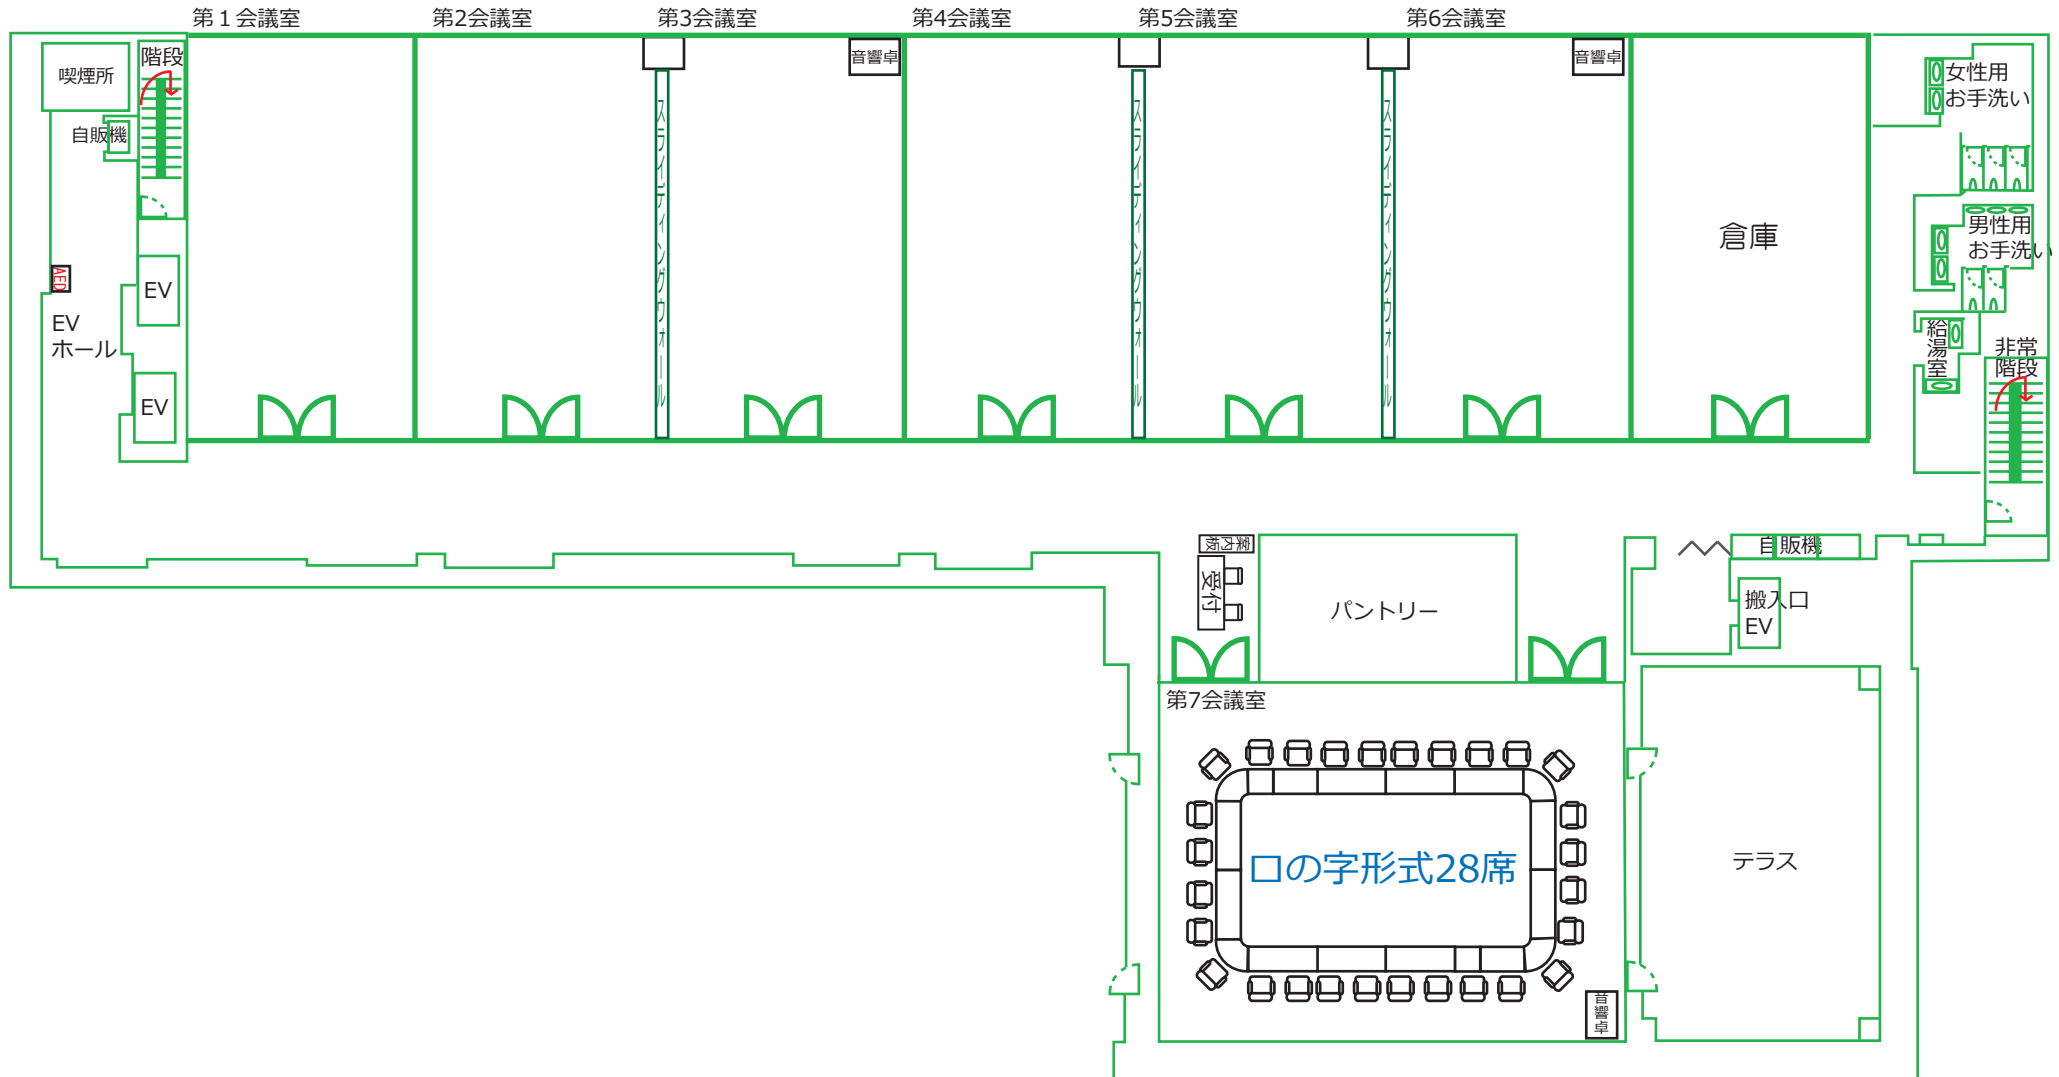 第１会議室
第2会議室
第3会議室
第4会議室
第5会議室
第6会議室
喫煙所
階段
自販機
AED
EV
ホール
EV
EV
スライディングウォール
音響卓
スライディングウォール
スライディングウォール
音響卓
倉庫
女性用
お手洗い
男性用
お手洗い
給湯室
非常
階段
案内板
受付
パントリー
自販機
搬入口
EV
第7会議室
ロの字形式28席
テラス
音響卓